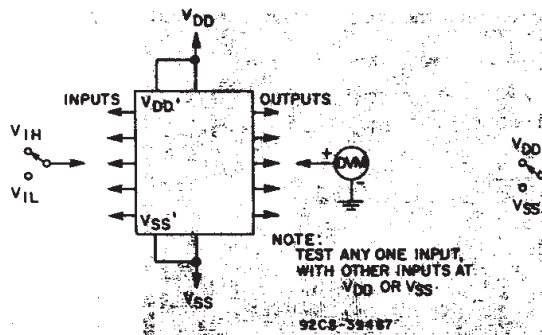 VDD
INPUTS
VDD'
OUTPUTS
VIH
VIL
+
DVM
-
VDD
VSS
VSS'
NOTE:
TEST ANY ONE INPUT,
WITH OTHER INPUTS AT
VDD OR VSS
VSS
92CS-39467